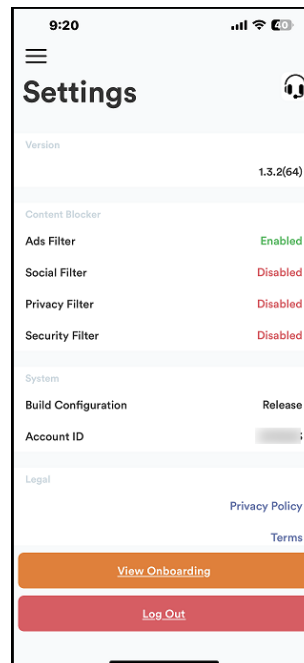 9:20
40
Settings
Version
1.3.2(64)
Content Blocker
Ads Filter Enabled
Social Filter Disabled
Privacy Filter Disabled
Security Filter Disabled
System
Build Configuration Release
Account ID
Legal
Privacy Policy
Terms
View Onboarding
Log Out